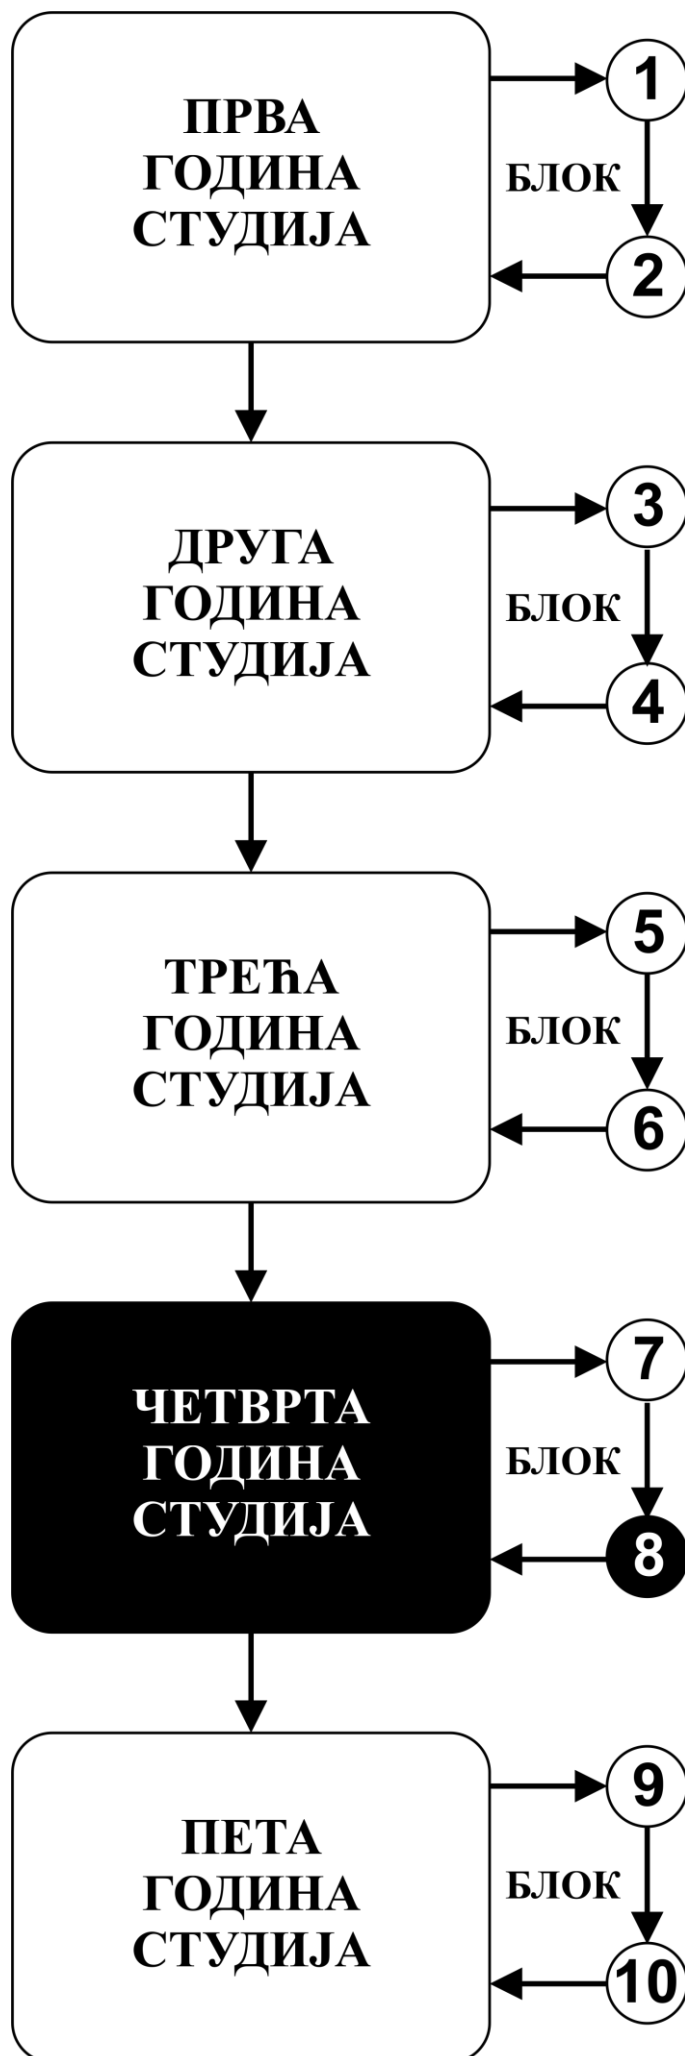 ПРВА
ГОДИНА
СТУДИЈА
1
БЛОК
2
ДРУГА
ГОДИНА
СТУДИЈА
3
БЛОК
4
ТРЕЋА
ГОДИНА
СТУДИЈА
5
БЛОК
6
ЧЕТВРТА
ГОДИНА
СТУДИЈА
7
БЛОК
8
ПЕТА
ГОДИНА
СТУДИЈА
9
БЛОК
10